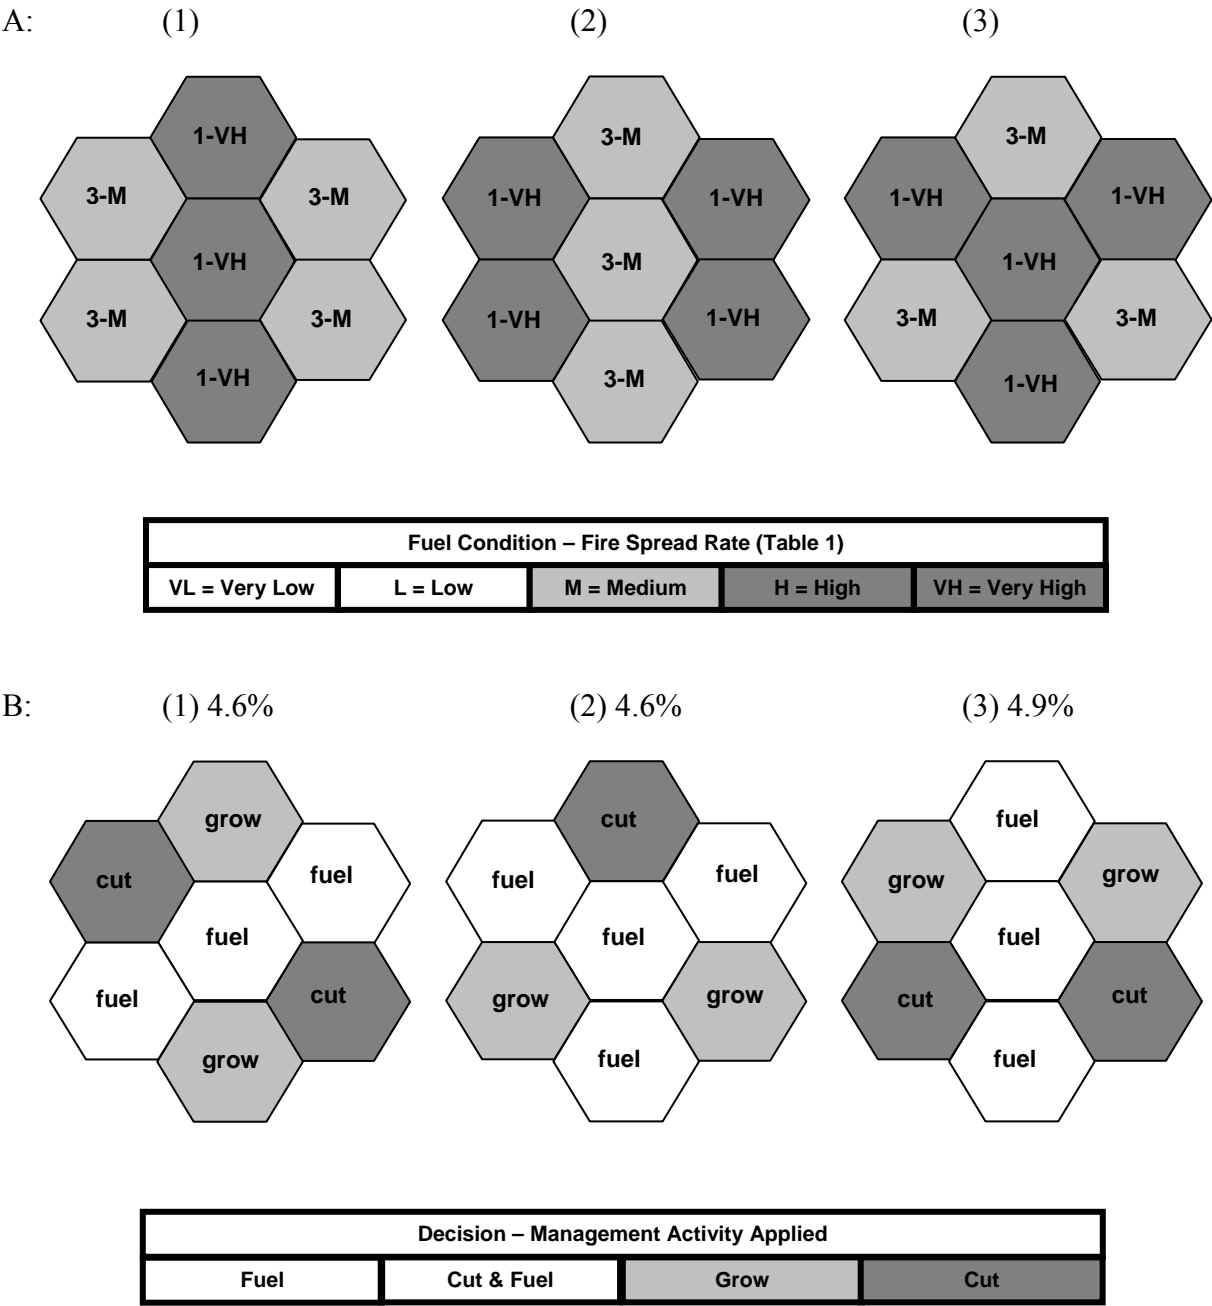 A: (1) (2) (3)
1-VH 3-M 3-M
3-M 3-M 1-VH 1-VH 1-VH 1-VH
1-VH 3-M 1-VH
3-M 3-M 1-VH 1-VH 3-M 3-M
1-VH 3-M 1-VH
Fuel Condition – Fire Spread Rate (Table 1)
VL = Very Low L = Low M = Medium H = High VH = Very High
B: (1) 4.6% (2) 4.6% (3) 4.9%
grow cut fuel
cut fuel fuel fuel grow grow
fuel fuel fuel
fuel cut grow grow cut cut
grow fuel fuel
Decision – Management Activity Applied
Fuel Cut & Fuel Grow Cut